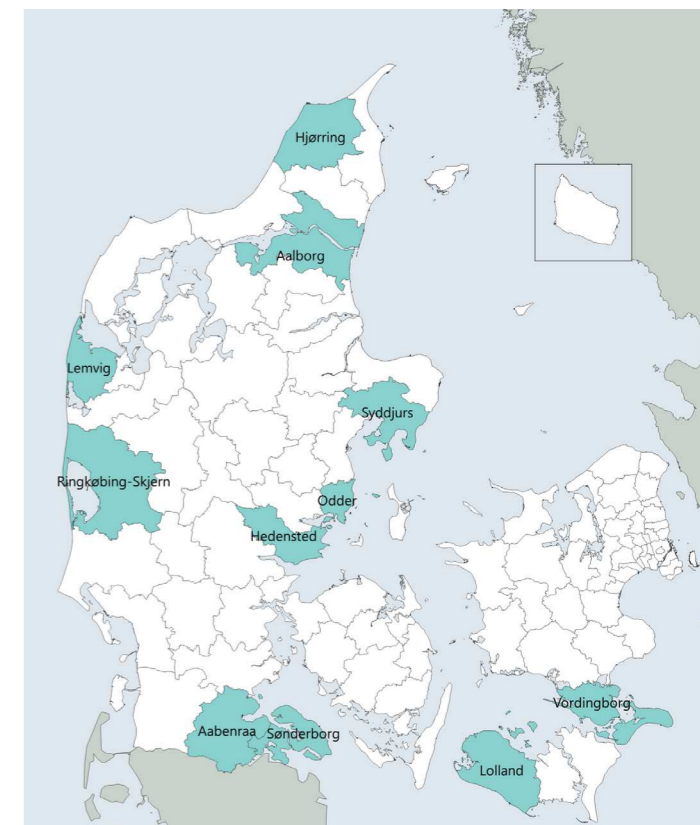 Hjørring
Aalborg
Lemvig
Syddjurs
Ringkøbing-Skjern
Odder
Hedensted
Vordingborg
Aabenraa
Sønderborg
Lolland